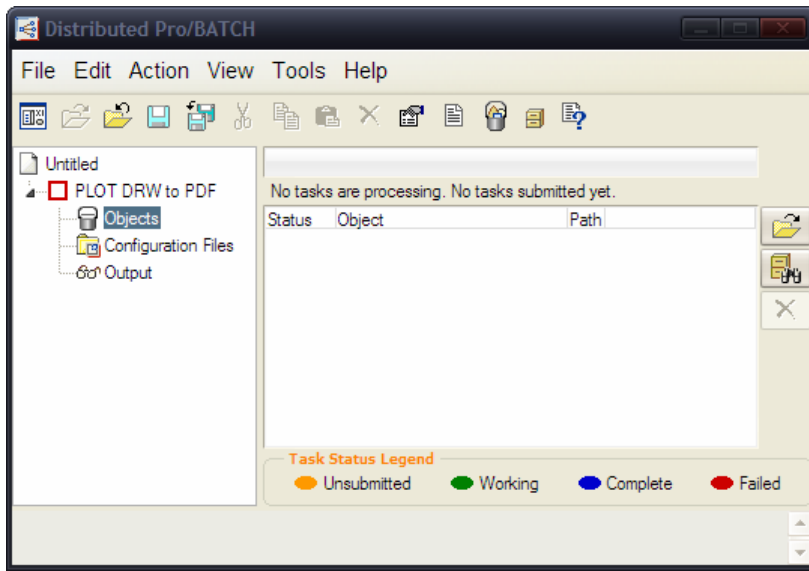 Distributed Pro/BATCH
File Edit Action View Tools Help
Untitled
PLOT DRW to PDF
Objects
Configuration Files
Output
No tasks are processing. No tasks submitted yet.
Status Object Path
Task Status Legend
Unsubmitted Working Complete Failed